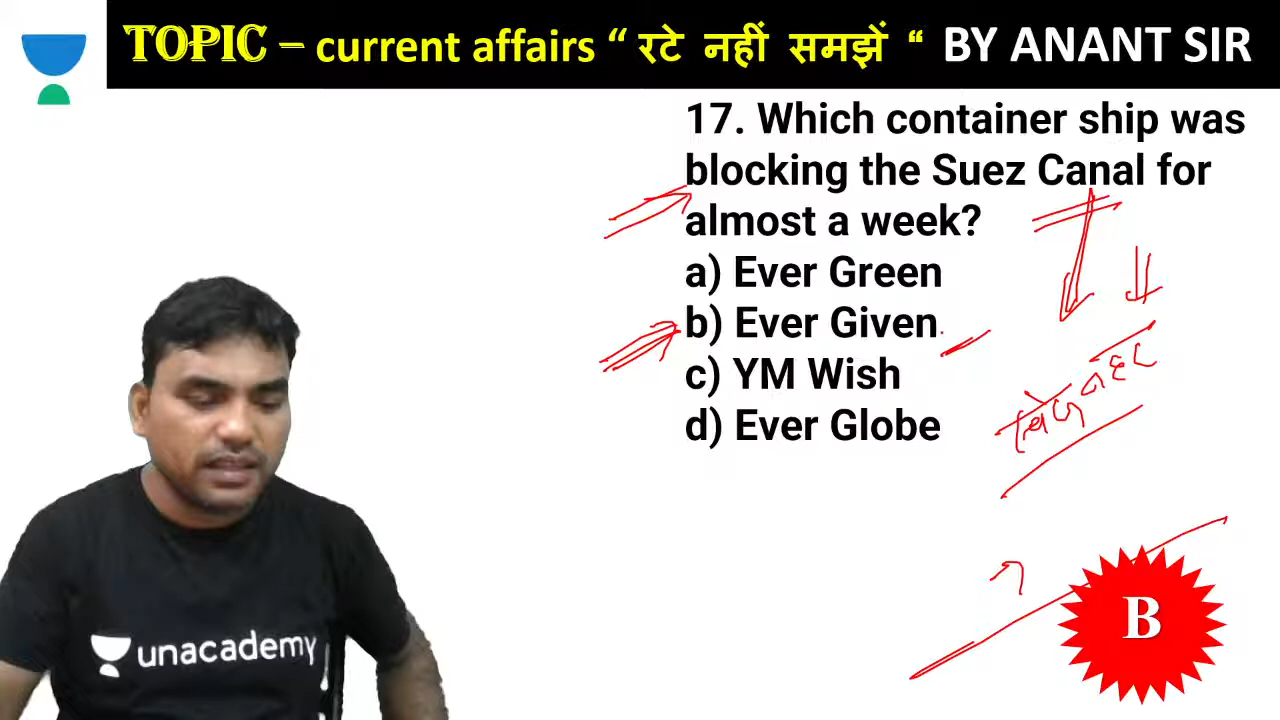 TOPIC – current affairs “ रटे नहीं समझें “ BY ANANT SIR
17. Which container ship was
blocking the Suez Canal for
almost a week?
a) Ever Green
b) Ever Given
c) YM Wish
d) Ever Globe
B
unacademy